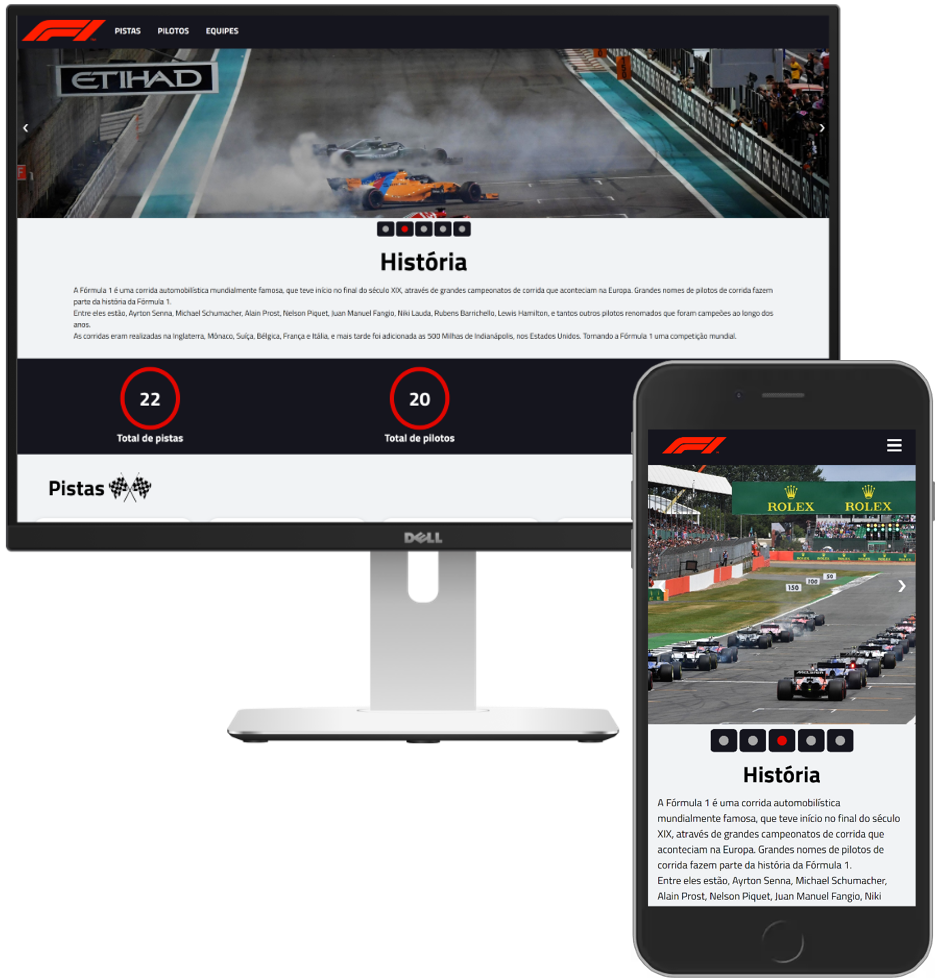 F1
PISTAS PILOTOS EQUIPES
ETIHAD
História
A Fórmula 1 é uma corrida automobilística mundialmente famosa, que teve início no final do século XIX, através de grandes campeonatos de corrida que aconteciam na Europa. Grandes nomes de pilotos de corrida fazem
parte da história da Fórmula 1.
Entre eles estão, Ayrton Senna, Michael Schumacher, Alain Prost, Nelson Piquet, Juan Manuel Fangio, Niki Lauda, Rubens Barrichello, Lewis Hamilton, e tantos outros pilotos renomados que foram campeões ao longo dos
anos.
As corridas eram realizadas na Inglaterra, Mônaco, Suíça, Bélgica, França e Itália, e mais tarde foi adicionada as 500 Milhas de Indianápolis, nos Estados Unidos. Tornando a Fórmula 1 uma competição mundial.
22
Total de pistas
20
Total de pilotos
Pistas
DELL
F1
ROLEX ROLEX
150 100 50
História
A Fórmula 1 é uma corrida automobilística
mundialmente famosa, que teve início no final do século
XIX, através de grandes campeonatos de corrida que
aconteciam na Europa. Grandes nomes de pilotos de
corrida fazem parte da história da Fórmula 1.
Entre eles estão, Ayrton Senna, Michael Schumacher,
Alain Prost, Nelson Piquet, Juan Manuel Fangio, Niki